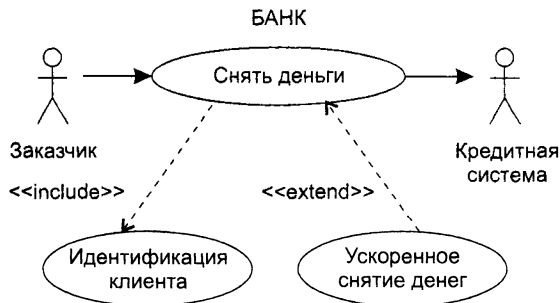 БАНК
Снять деньги
Заказчик
Кредитная
система
<<include>>
<<extend>>
Идентификация
клиента
Ускоренное
снятие денег